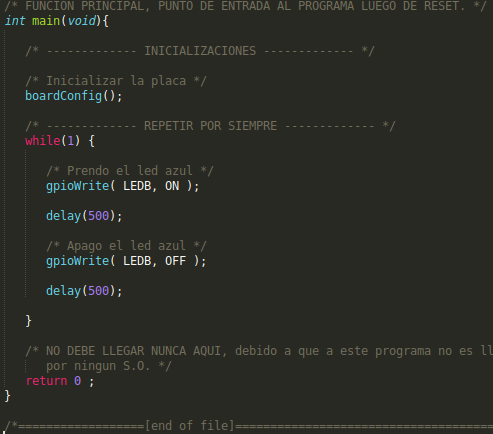 /* FUNCION PRINCIPAL, PUNTO DE ENTRADA AL PROGRAMA LUEGO DE RESET. */
int main(void){
/* ------------- INICIALIZACIONES ------------- */
/* Inicializar la placa */
boardConfig();
/* ------------- REPETIR POR SIEMPRE ------------- */
while(1) {
/* Prendo el led azul */
gpioWrite( LEDB, ON );
delay(500);
/* Apago el led azul */
gpioWrite( LEDB, OFF );
delay(500);
}
/* NO DEBE LLEGAR NUNCA AQUI, debido a que a este programa no es ll
por ningun S.O. */
return 0 ;
}
/*==================[end of file]=====================================